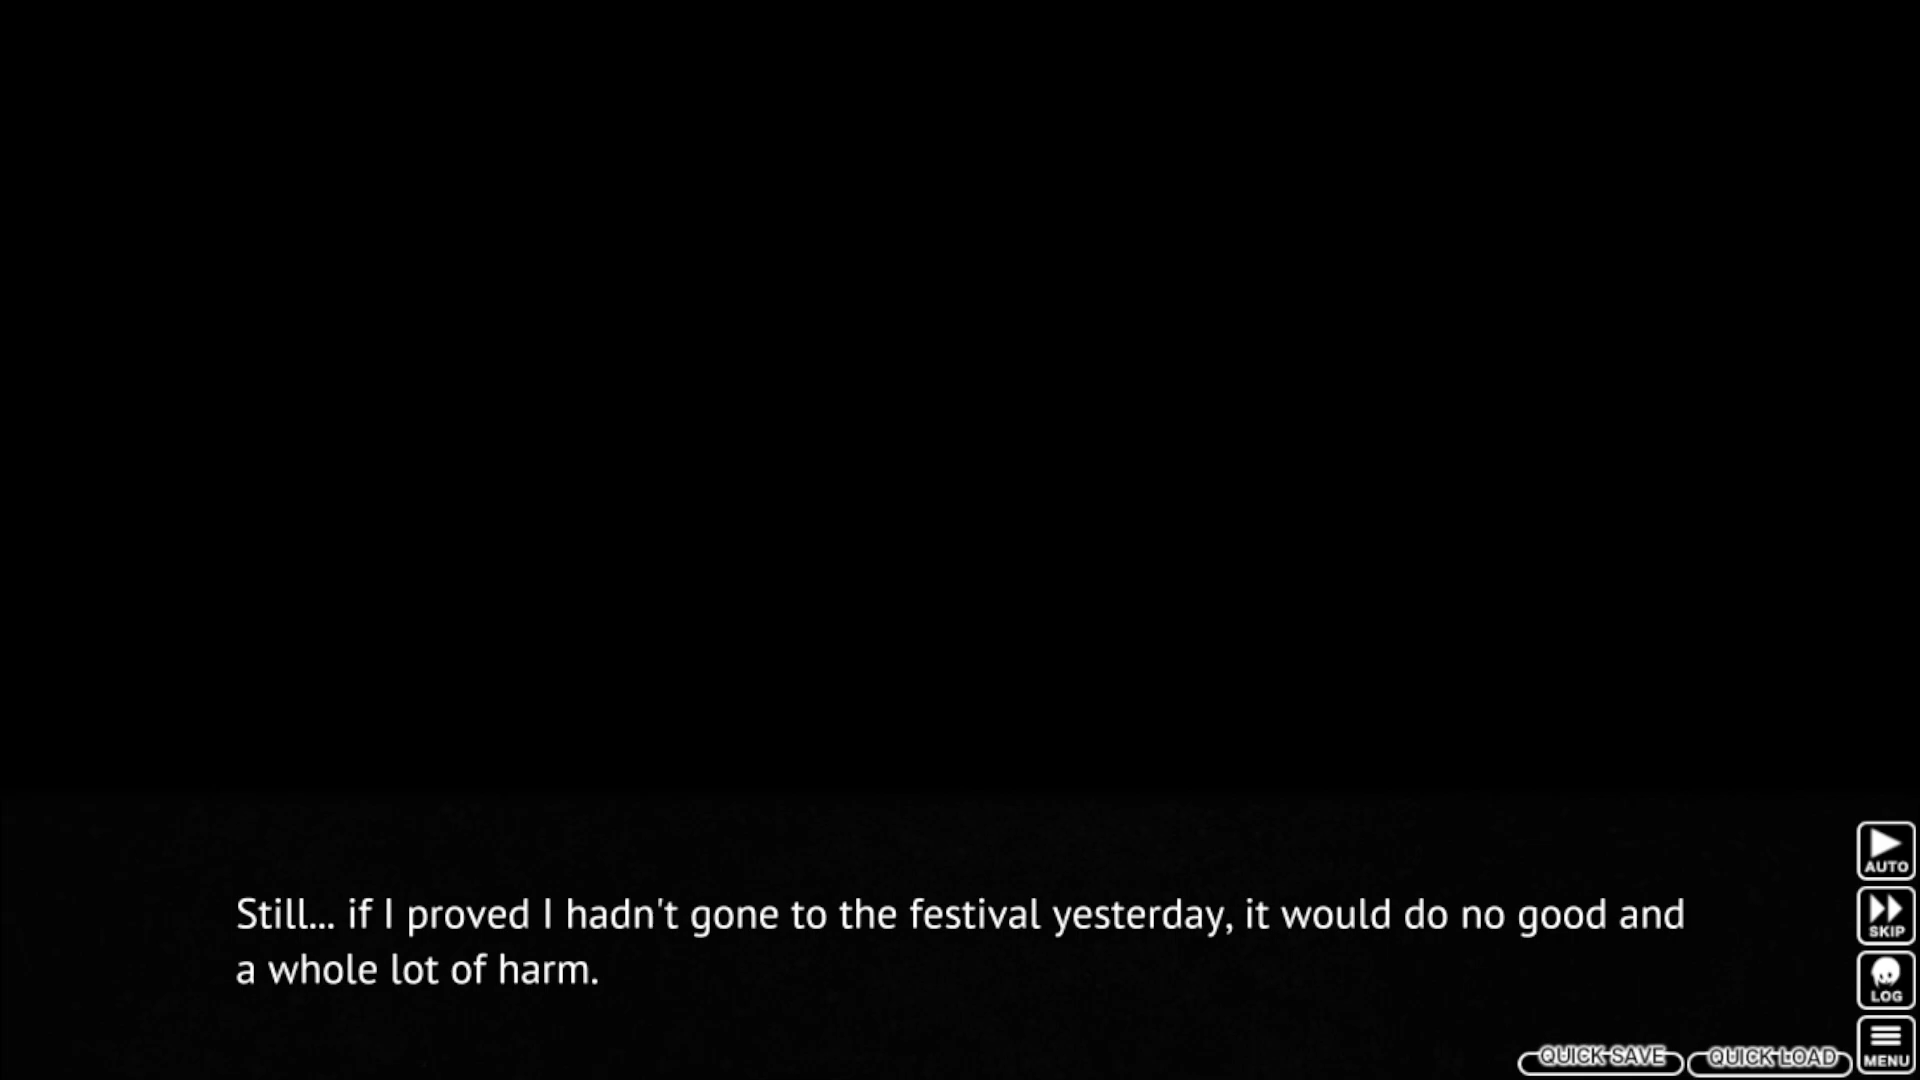 Still... if I proved I hadn't gone to the festival yesterday, it would do no good and
a whole lot of harm.
AUTO
SKIP
LOG
MENU
QUICK SAVE
QUICK LOAD